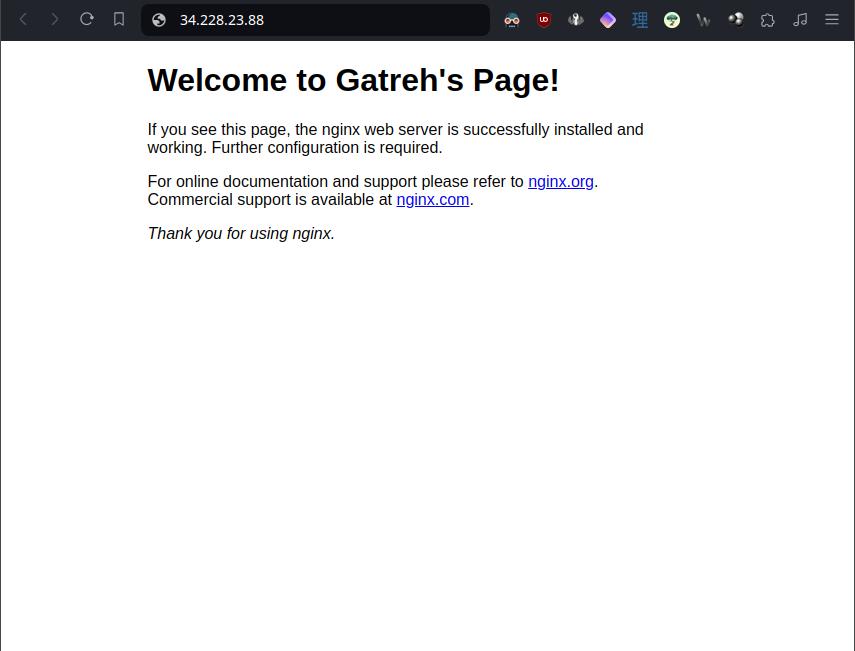 34.228.23.88
Welcome to Gatreh's Page!
If you see this page, the nginx web server is successfully installed and
working. Further configuration is required.
For online documentation and support please refer to nginx.org.
Commercial support is available at nginx.com.
Thank you for using nginx.